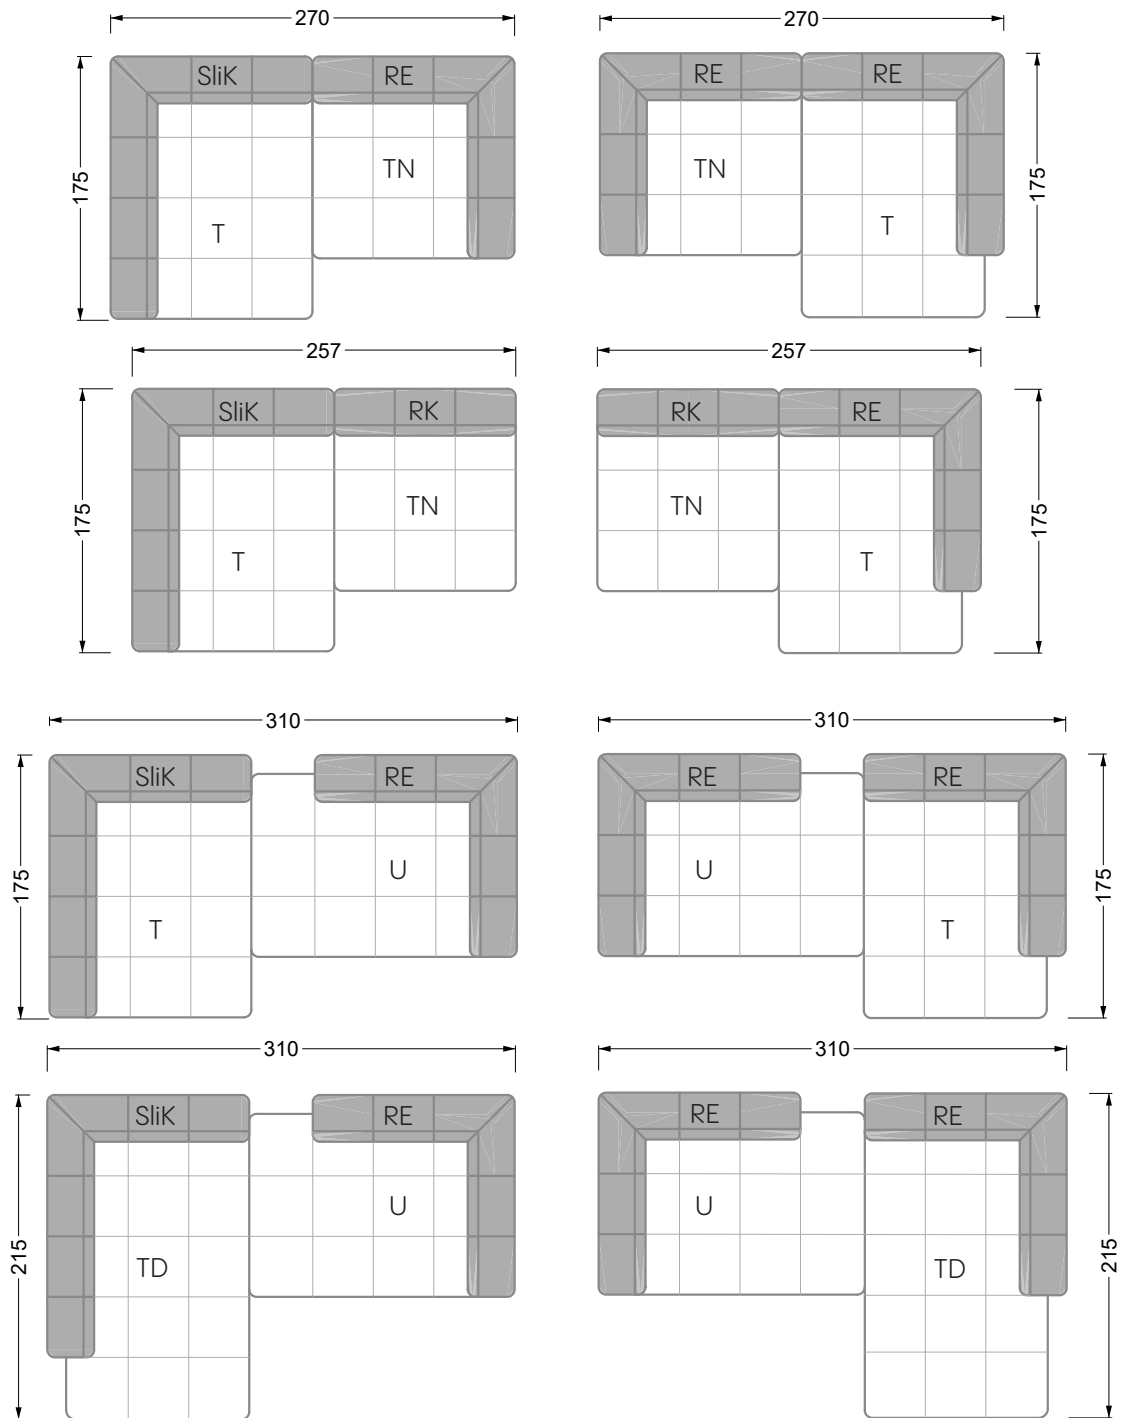 270 270
SliK RE RE RE
TN TN
175 175
T T
257 257
SliK RK RK RE
TN TN
175 175
T T
310 310
SliK RE RE RE
U U
175 175
T T
310 310
SliK RE RE RE
U U
215 TD TD 215